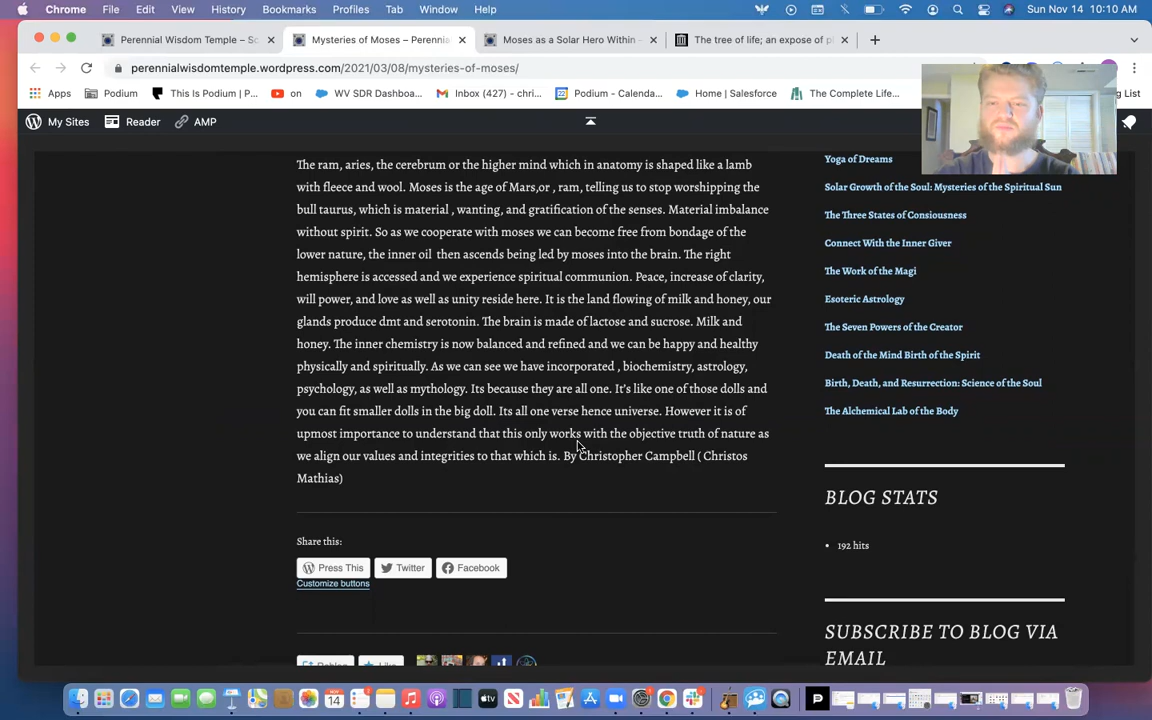 Chrome File Edit View History Bookmarks Profiles Tab Window Help Sun Nov 14 10:10 AM
Perennial Wisdom Temple – Sc Mysteries of Moses – Perennia Moses as a Solar Hero Within – The tree of life; an expose of pl
perennialwisdomtemple.wordpress.com/2021/03/08/mysteries-of-moses/
Apps Podium This Is Podium | P... on WV SDR Dashboa... Inbox (427) – chri... Podium - Calenda... Home | Salesforce The Complete Life... List
My Sites Reader AMP
The ram, aries, the cerebrum or the higher mind which in anatomy is shaped like a lamb
with fleece and wool. Moses is the age of Mars,or , ram, telling us to stop worshipping the
bull taurus, which is material , wanting, and gratification of the senses. Material imbalance
without spirit. So as we cooperate with moses we can become free from bondage of the
lower nature, the inner oil then ascends being led by moses into the brain. The right
hemisphere is accessed and we experience spiritual communion. Peace, increase of clarity,
will power, and love as well as unity reside here. It is the land flowing of milk and honey, our
glands produce dmt and serotonin. The brain is made of lactose and sucrose. Milk and
honey. The inner chemistry is now balanced and refined and we can be happy and healthy
physically and spiritually. As we can see we have incorporated , biochemistry, astrology,
psychology, as well as mythology. Its because they are all one. It's like one of those dolls and
you can fit smaller dolls in the big doll. Its all one verse hence universe. However it is of
upmost importance to understand that this only works with the objective truth of nature as
we align our values and integrities to that which is. By Christopher Campbell ( Christos
Mathias)
Share this:
Press This Twitter Facebook
Customize buttons
Reblog Like
Yoga of Dreams
Solar Growth of the Soul: Mysteries of the Spiritual Sun
The Three States of Consiousness
Connect With the Inner Giver
The Work of the Magi
Esoteric Astrology
The Seven Powers of the Creator
Death of the Mind Birth of the Spirit
Birth, Death, and Resurrection: Science of the Soul
The Alchemical Lab of the Body
BLOG STATS
192 hits
SUBSCRIBE TO BLOG VIA
EMAIL